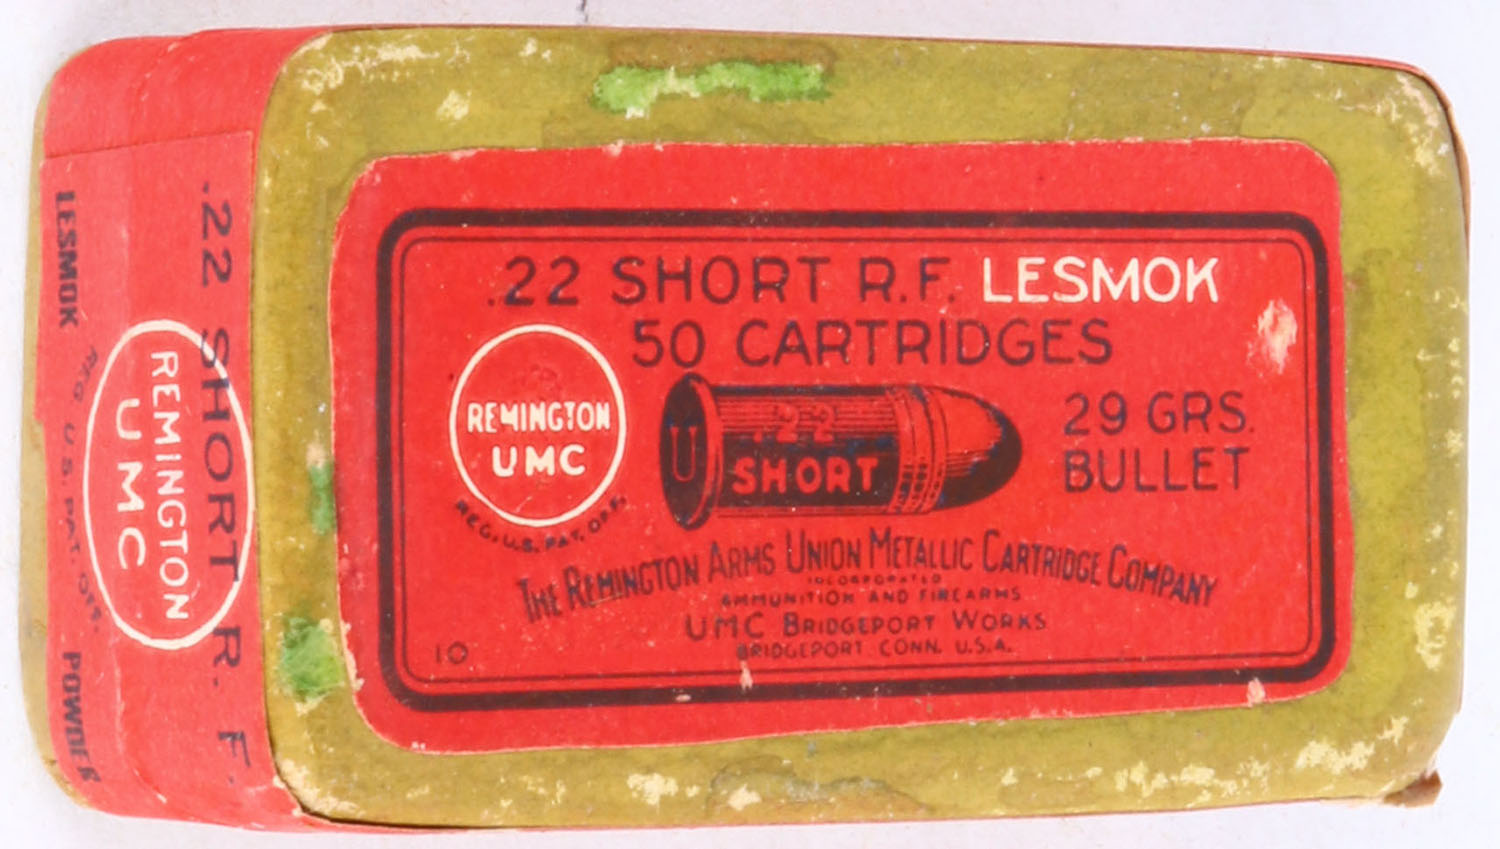 .22 SHORT R.F. LESMOK
50 CARTRIDGES
REMINGTON
UMC
REG. U.S. PAT. OFF.
U
.22
SHORT
29 GRS.
BULLET
THE REMINGTON ARMS UNION METALLIC CARTRIDGE COMPANY
INCORPORATED
AMMUNITION AND FIREARMS
UMC BRIDGEPORT WORKS
BRIDGEPORT CONN. U.S.A.
10
.22 SHORT R. F.
REMINGTON
UMC
REG. U.S. PAT. OFF.
LESMOK POWDER